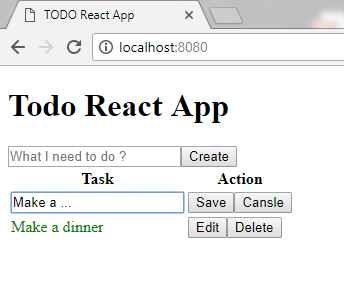 TODO React App
localhost:8080
Todo React App
What I need to do ? Create
Task Action
Make a ... Save Cansle
Make a dinner Edit Delete